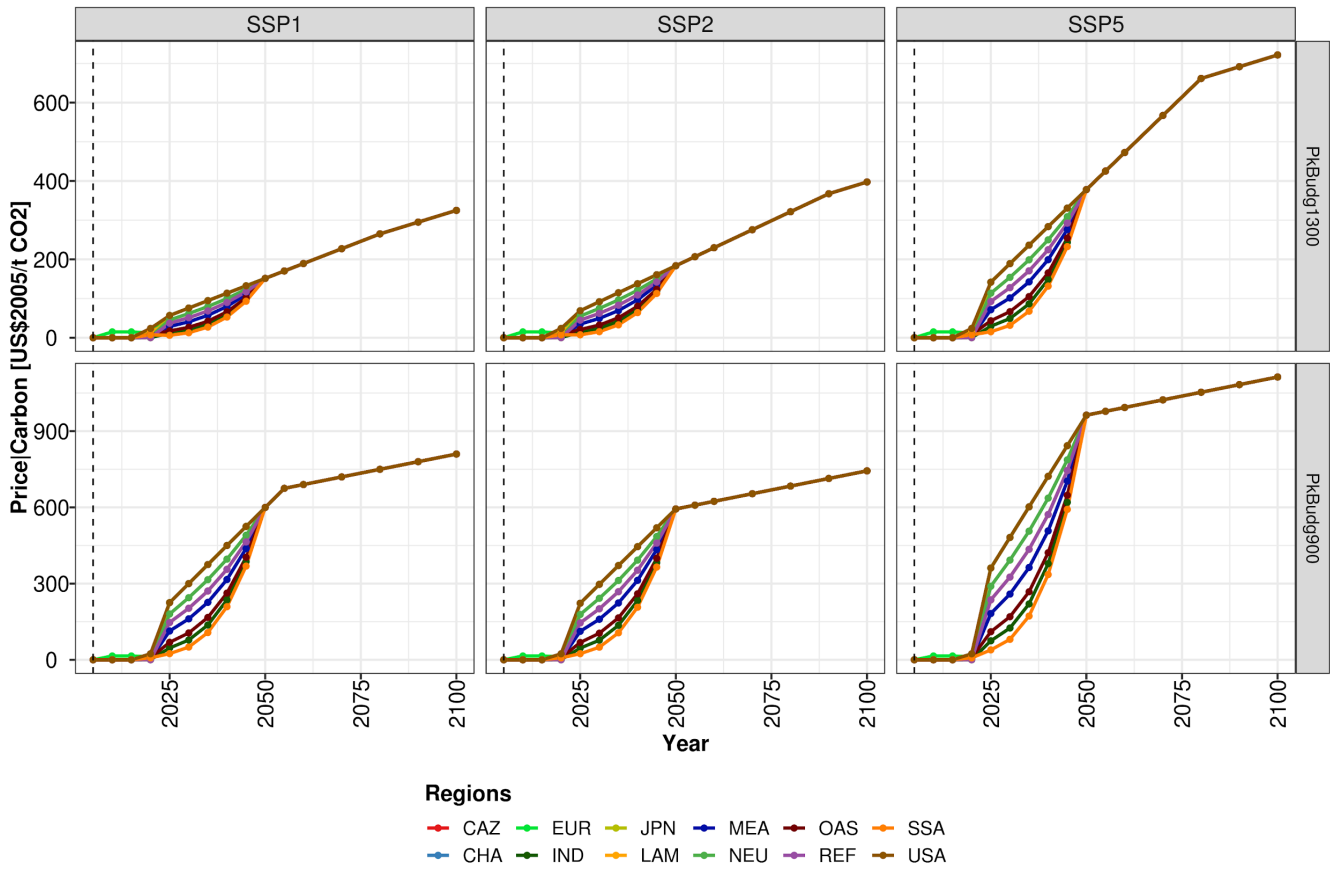 SSP1 SSP2 SSP5
600
400
200
0
PkBudg1300
Price|Carbon [US$2005/t CO2]
900
600
300
0
PkBudg900
2025 2050 2075 2100 2025 2050 2075 2100 2025 2050 2075 2100
Year
Regions
CAZ EUR JPN MEA OAS SSA
CHA IND LAM NEU REF USA